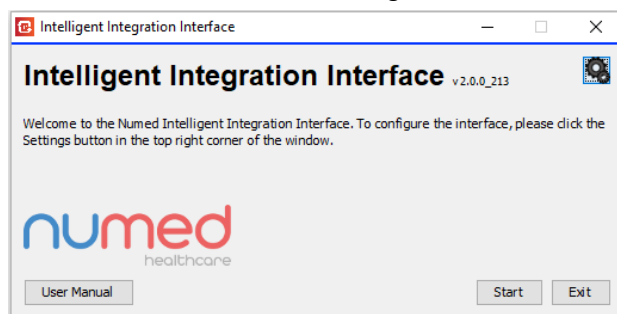 Intelligent Integration Interface
Intelligent Integration Interface v2.0.0_213
Welcome to the Numed Intelligent Integration Interface. To configure the interface, please click the
Settings button in the top right corner of the window.
numed
healthcare
User Manual Start Exit